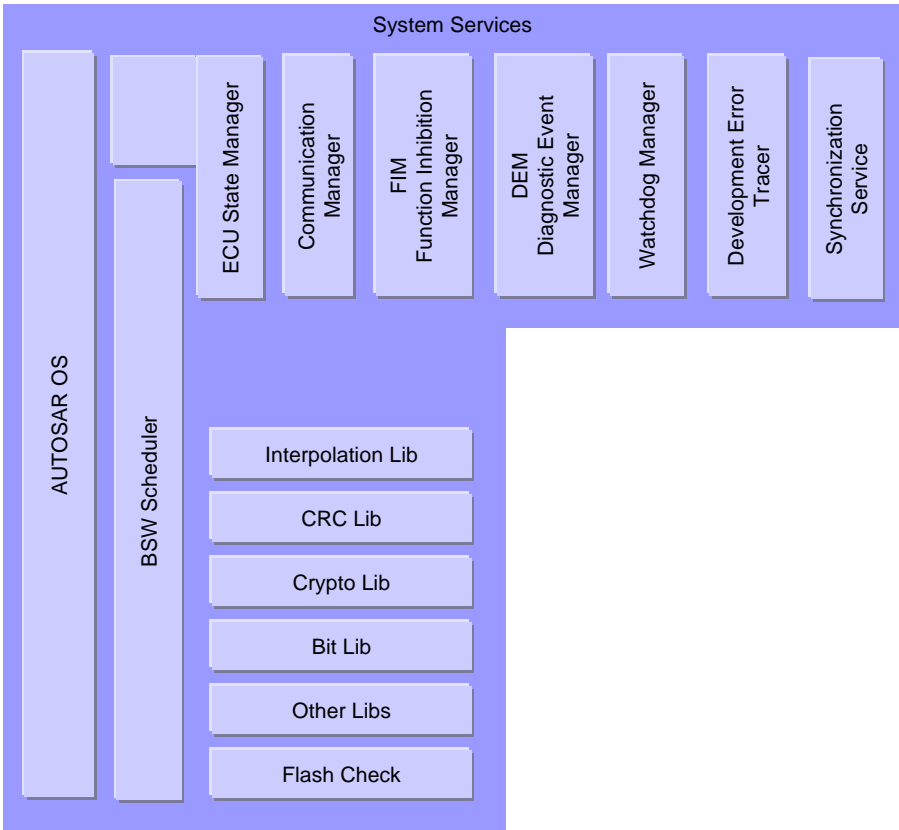 System Services
AUTOSAR OS
BSW Scheduler
ECU State Manager
Communication
Manager
FIM
Function Inhibition
Manager
DEM
Diagnostic Event
Manager
Watchdog Manager
Development Error
Tracer
Synchronization
Service
Interpolation Lib
CRC Lib
Crypto Lib
Bit Lib
Other Libs
Flash Check